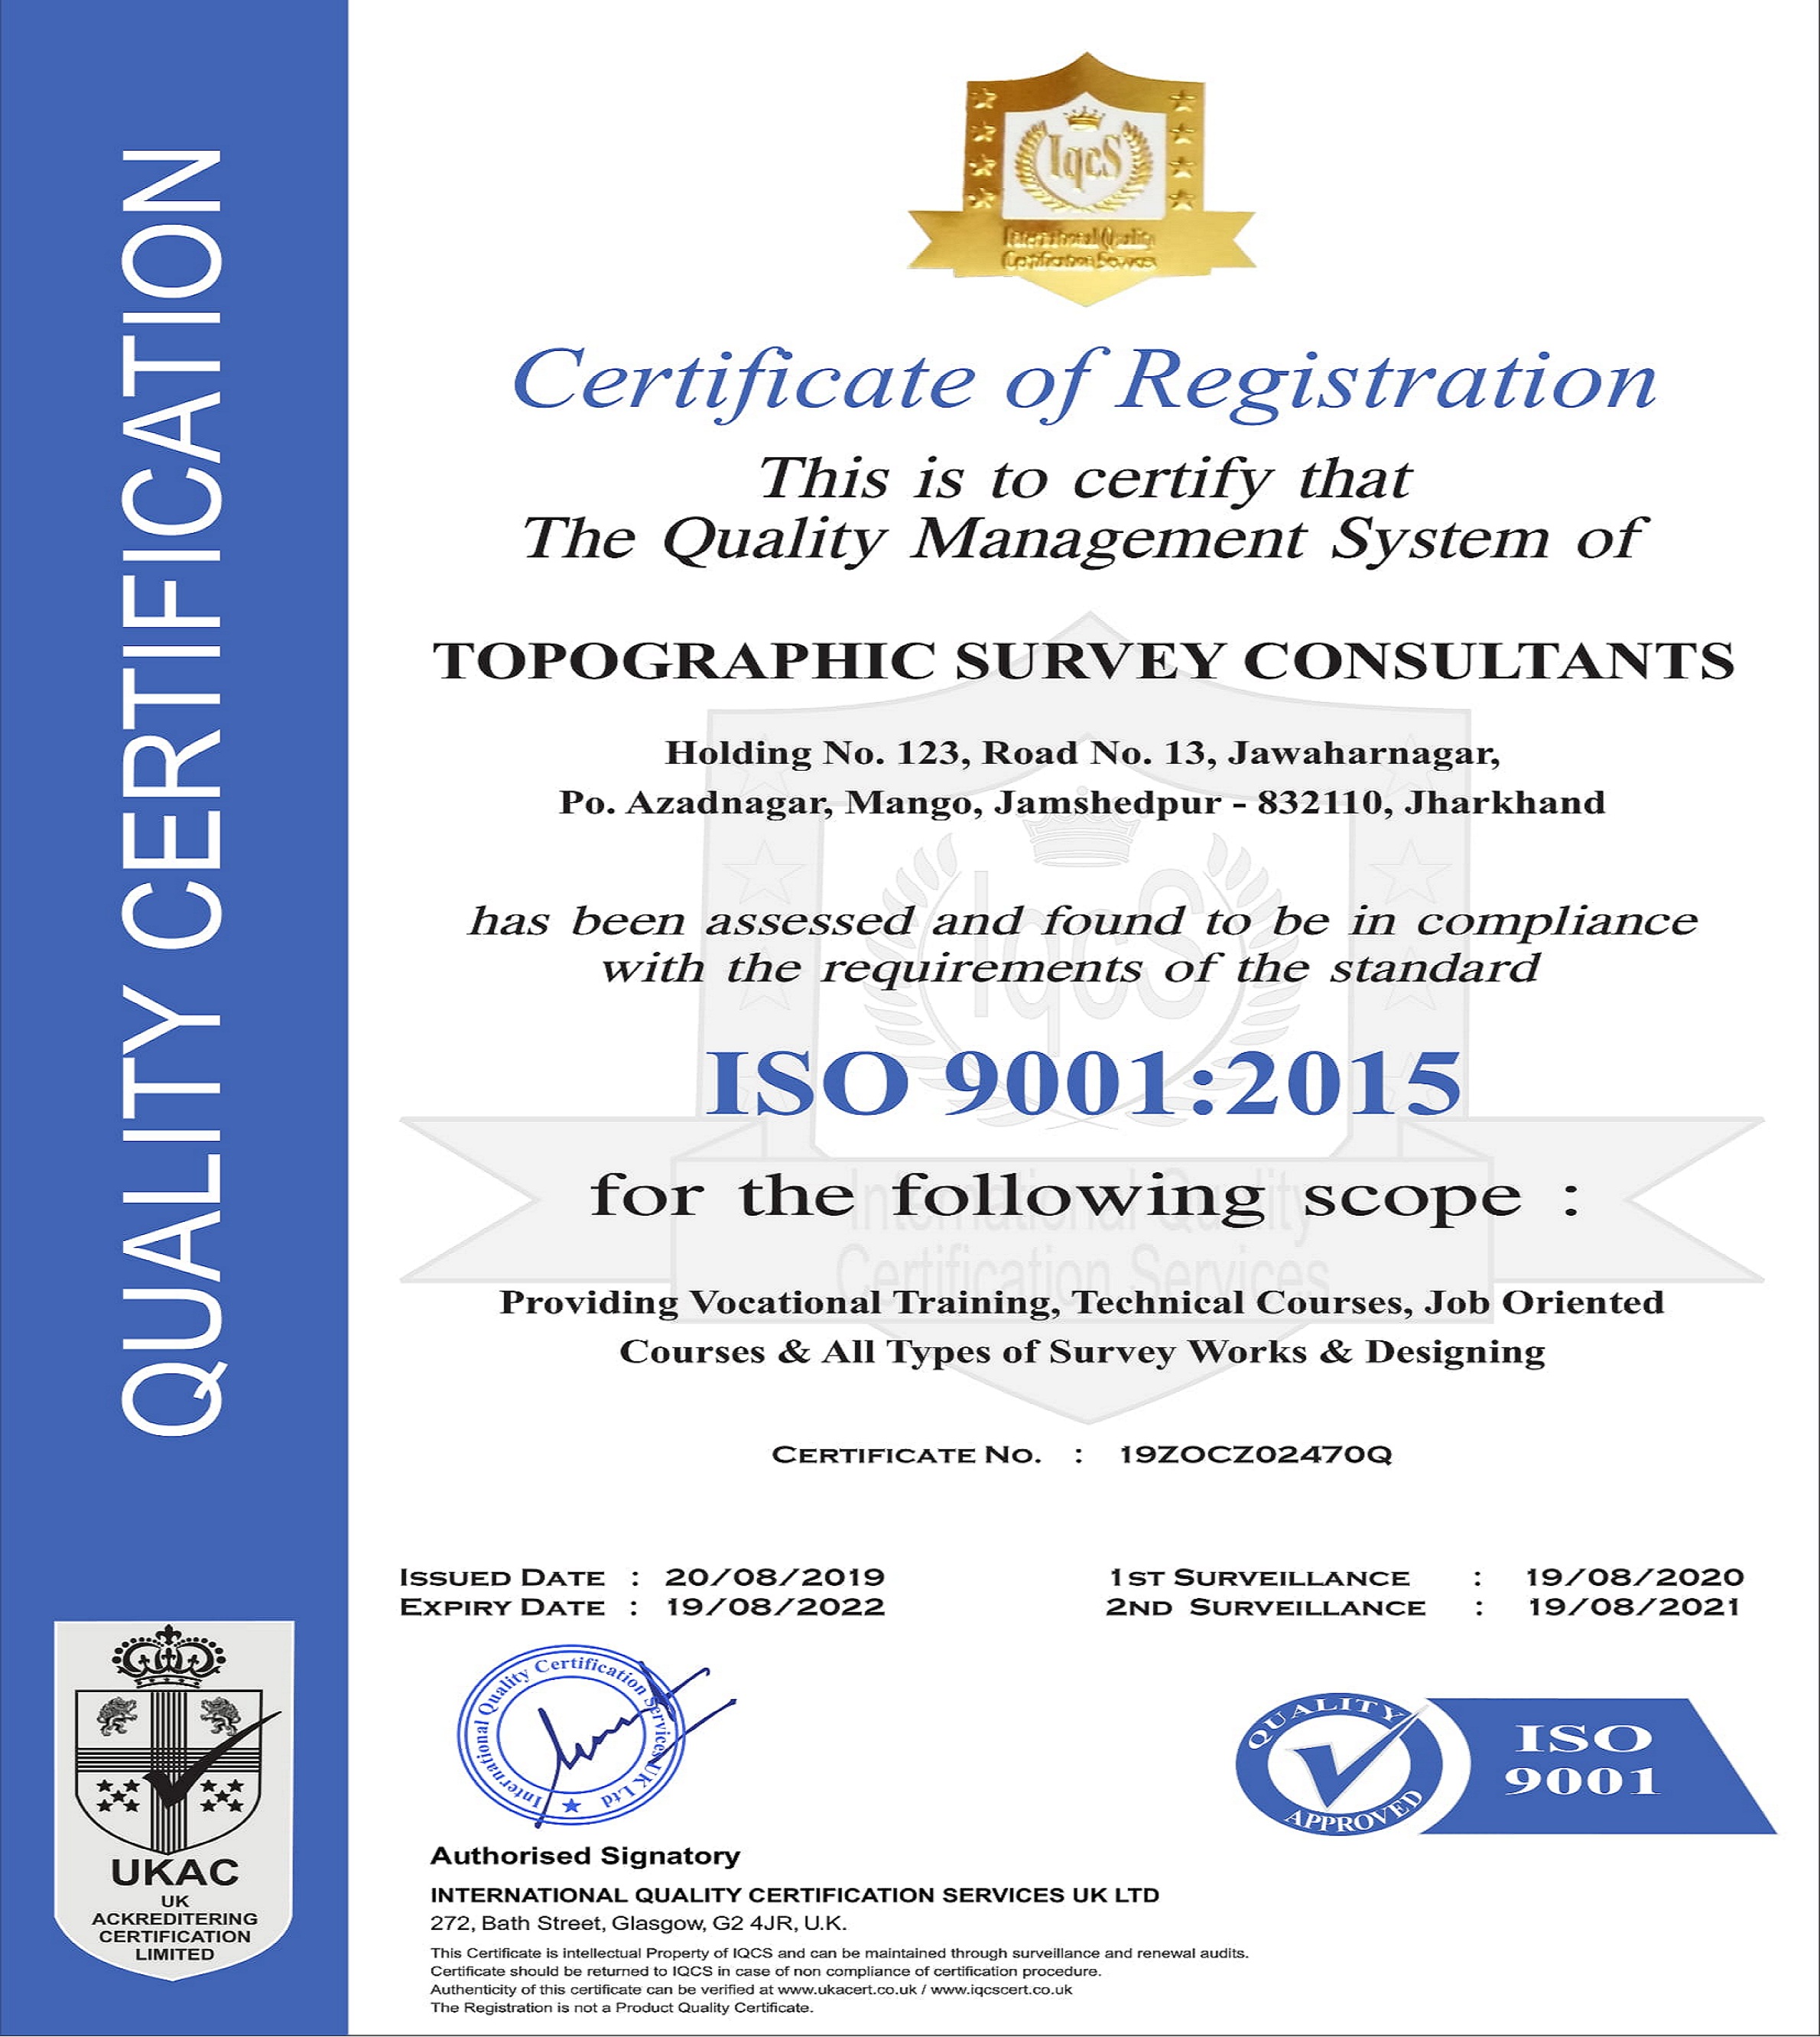 QUALITY CERTIFICATION
IqcS
International Quality
Certification Services
Certificate of Registration
This is to certify that
The Quality Management System of
TOPOGRAPHIC SURVEY CONSULTANTS
Holding No. 123, Road No. 13, Jawaharnagar,
Po. Azadnagar, Mango, Jamshedpur - 832110, Jharkhand
has been assessed and found to be in compliance
with the requirements of the standard
IqcS
ISO 9001:2015
for the following scope :
International Quality
Certification Services
Providing Vocational Training, Technical Courses, Job Oriented
Courses & All Types of Survey Works & Designing
CERTIFICATE NO. : 19ZOCZ02470Q
ISSUED DATE : 20/08/2019
EXPIRY DATE : 19/08/2022
1ST SURVEILLANCE : 19/08/2020
2ND SURVEILLANCE : 19/08/2021
International Quality Certification Services UK Ltd
QUALITY
APPROVED
ISO
9001
Authorised Signatory
INTERNATIONAL QUALITY CERTIFICATION SERVICES UK LTD
272, Bath Street, Glasgow, G2 4JR, U.K.
This Certificate is intellectual Property of IQCS and can be maintained through surveillance and renewal audits.
Certificate should be returned to IQCS in case of non compliance of certification procedure.
Authenticity of this certificate can be verified at www.ukacert.co.uk / www.iqcscert.co.uk
The Registration is not a Product Quality Certificate.
UKAC
UK
ACKREDITERING
CERTIFICATION
LIMITED